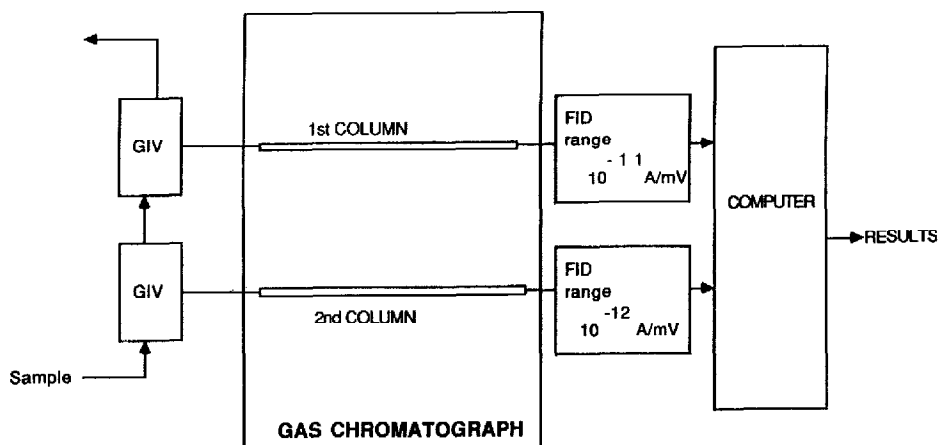 GIV
1st COLUMN
FID
range
10 -11 A/mV
COMPUTER
RESULTS
GIV
2nd COLUMN
FID
range
10 -12 A/mV
Sample
GAS CHROMATOGRAPH